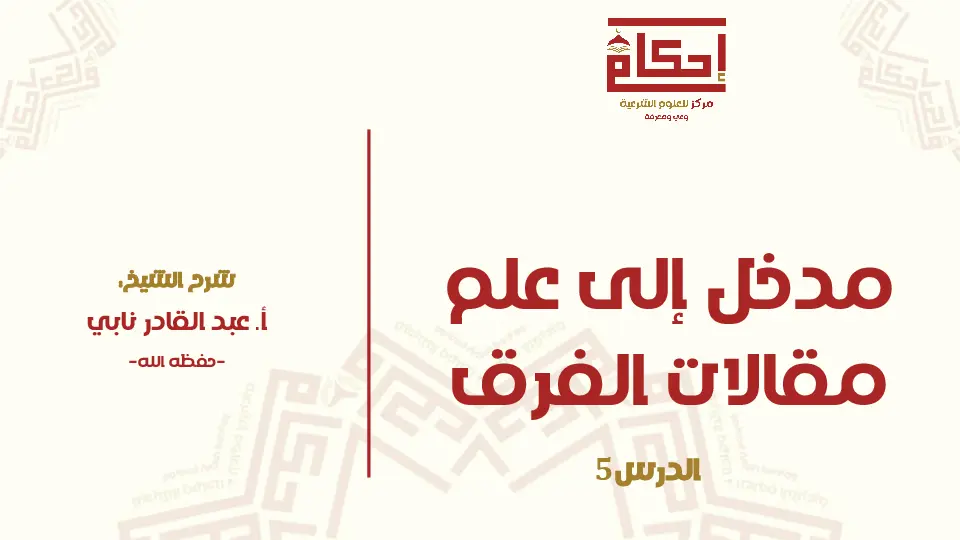 إحكام
مركز للعلوم الشرعية
وعي ومعرفة
مدخل إلى علم
مقالات الفرق
الدرس5
شرح الشيخ:
أ. عبد القادر نابي
-حفظه الله-